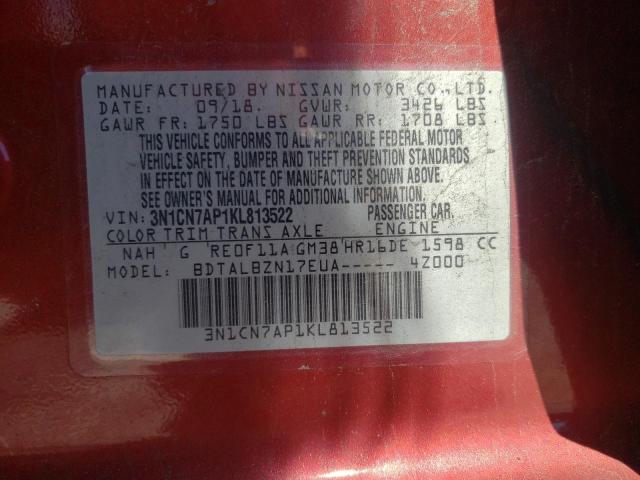 MANUFACTURED BY NISSAN MOTOR CO.,LTD.
DATE: 09/18. GVWR: 3426 LBS
GAWR FR: 1750 LBS GAWR RR: 1708 LBS
THIS VEHICLE CONFORMS TO ALL APPLICABLE FEDERAL MOTOR
VEHICLE SAFETY, BUMPER AND THEFT PREVENTION STANDARDS
IN EFFECT ON THE DATE OF MANUFACTURE SHOWN ABOVE.
SEE OWNER'S MANUAL FOR ADDITIONAL INFORMATION.
VIN: 3N1CN7AP1KL813522 PASSENGER CAR.
COLOR TRIM TRANS AXLE ENGINE
NAH G RE0F11A GM38 HR16DE 1598 CC
MODEL: BDTALBZN17EUA----- 4Z000
3N1CN7AP1KL813522